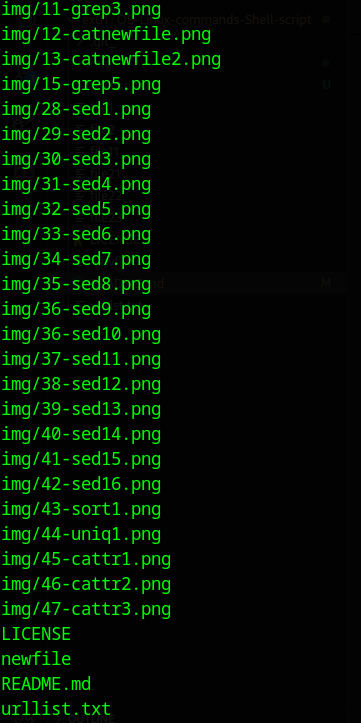 img/11-grep3.png
img/12-catnewfile.png
img/13-catnewfile2.png
img/15-grep5.png
img/28-sed1.png
img/29-sed2.png
img/30-sed3.png
img/31-sed4.png
img/32-sed5.png
img/33-sed6.png
img/34-sed7.png
img/35-sed8.png
img/36-sed9.png
img/36-sed10.png
img/37-sed11.png
img/38-sed12.png
img/39-sed13.png
img/40-sed14.png
img/41-sed15.png
img/42-sed16.png
img/43-sort1.png
img/44-uniq1.png
img/45-cattr1.png
img/46-cattr2.png
img/47-cattr3.png
LICENSE
newfile
README.md
urllist.txt